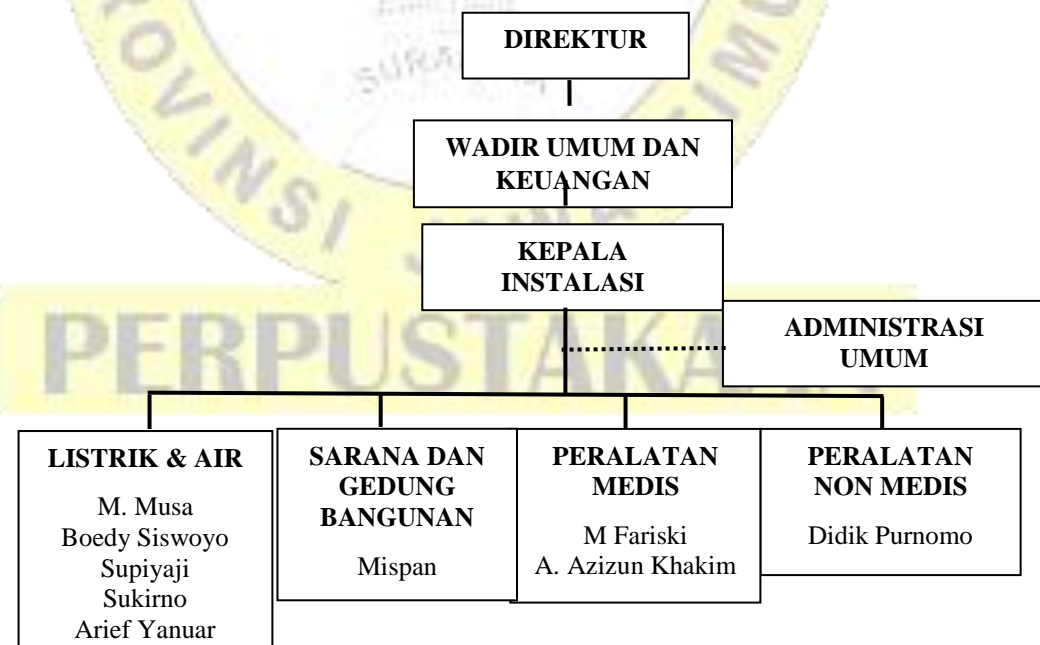 DIREKTUR
WADIR UMUM DAN
KEUANGAN
KEPALA
INSTALASI
ADMINISTRASI
UMUM
LISTRIK & AIR
M. Musa
Boedy Siswoyo
Supiyaji
Sukirno
Arief Yanuar
SARANA DAN
GEDUNG
BANGUNAN
Mispan
PERALATAN
MEDIS
M Fariski
A. Azizun Khakim
PERALATAN
NON MEDIS
Didik Purnomo
PERPUSTAKAAN